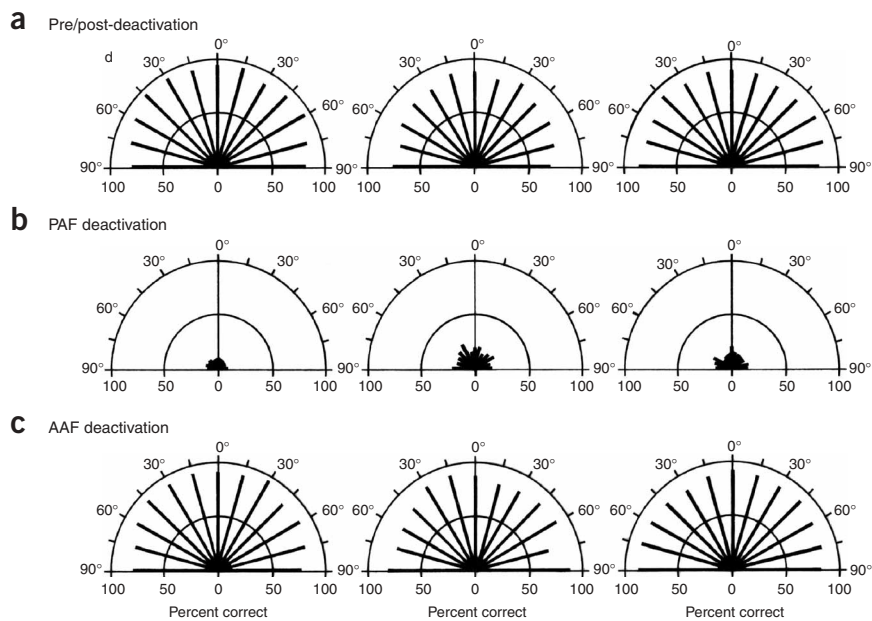 a Pre/post-deactivation
d 0° 0° 0°
30° 30° 30° 30° 30° 30°
60° 60° 60° 60° 60° 60°
90° 90° 90° 90° 90° 90°
100 50 0 50 100 100 50 0 50 100 100 50 0 50 100
b PAF deactivation
0° 0° 0°
30° 30° 30° 30° 30° 30°
60° 60° 60° 60° 60° 60°
90° 90° 90° 90° 90° 90°
100 50 0 50 100 100 50 0 50 100 100 50 0 50 100
c AAF deactivation
0° 0° 0°
30° 30° 30° 30° 30° 30°
60° 60° 60° 60° 60° 60°
90° 90° 90° 90° 90° 90°
100 50 0 50 100 100 50 0 50 100 100 50 0 50 100
Percent correct Percent correct Percent correct